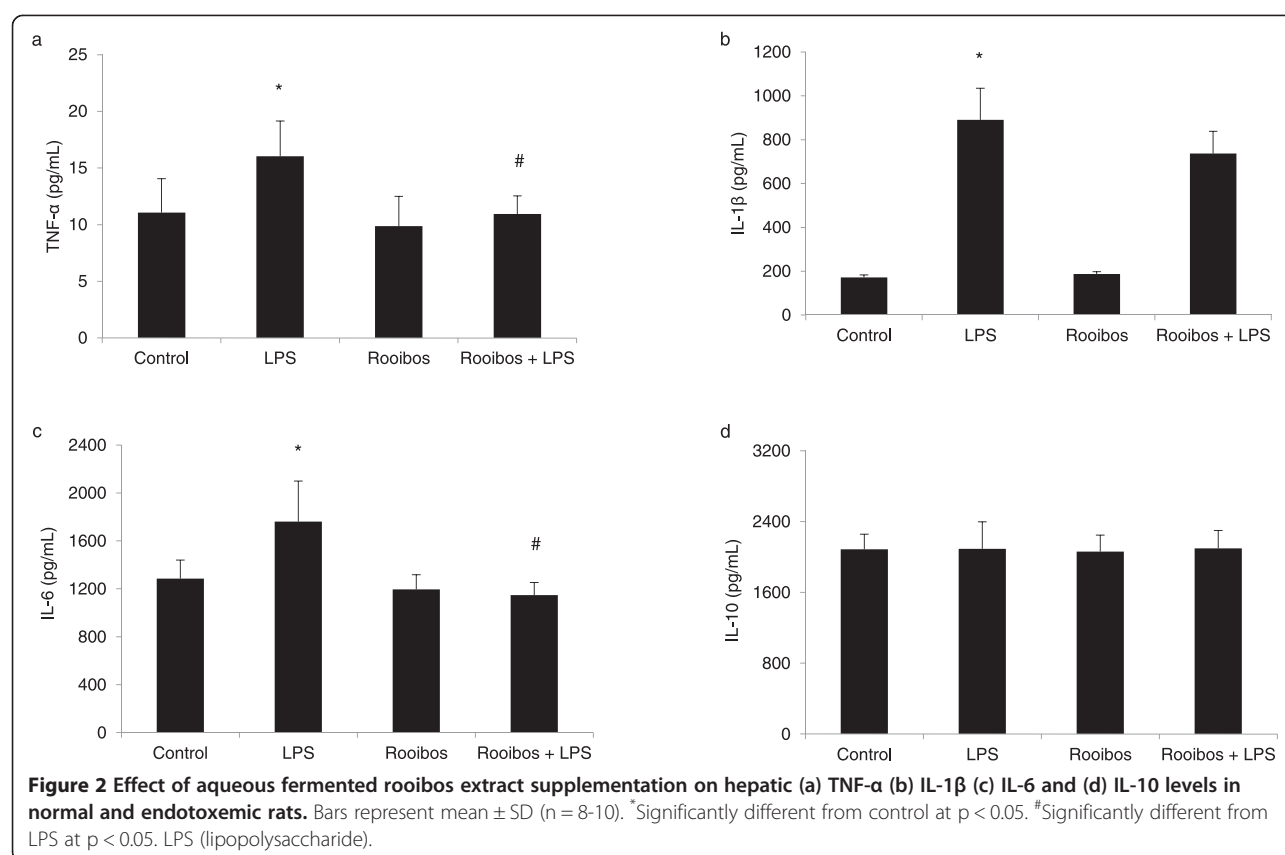 a
25
20
15
10
5
0
TNF-α (pg/mL)
*
#
Control LPS Rooibos Rooibos + LPS
b
1200
1000
800
600
400
200
0
IL-1β (pg/mL)
*
Control LPS Rooibos Rooibos + LPS
c
2400
2000
1600
1200
800
400
0
IL-6 (pg/mL)
*
#
Control LPS Rooibos Rooibos + LPS
d
3200
2400
1600
800
0
IL-10 (pg/mL)
Control LPS Rooibos Rooibos + LPS
Figure 2 Effect of aqueous fermented rooibos extract supplementation on hepatic (a) TNF-α (b) IL-1β (c) IL-6 and (d) IL-10 levels in
normal and endotoxemic rats. Bars represent mean ± SD (n = 8-10). *Significantly different from control at p < 0.05. #Significantly different from
LPS at p < 0.05. LPS (lipopolysaccharide).